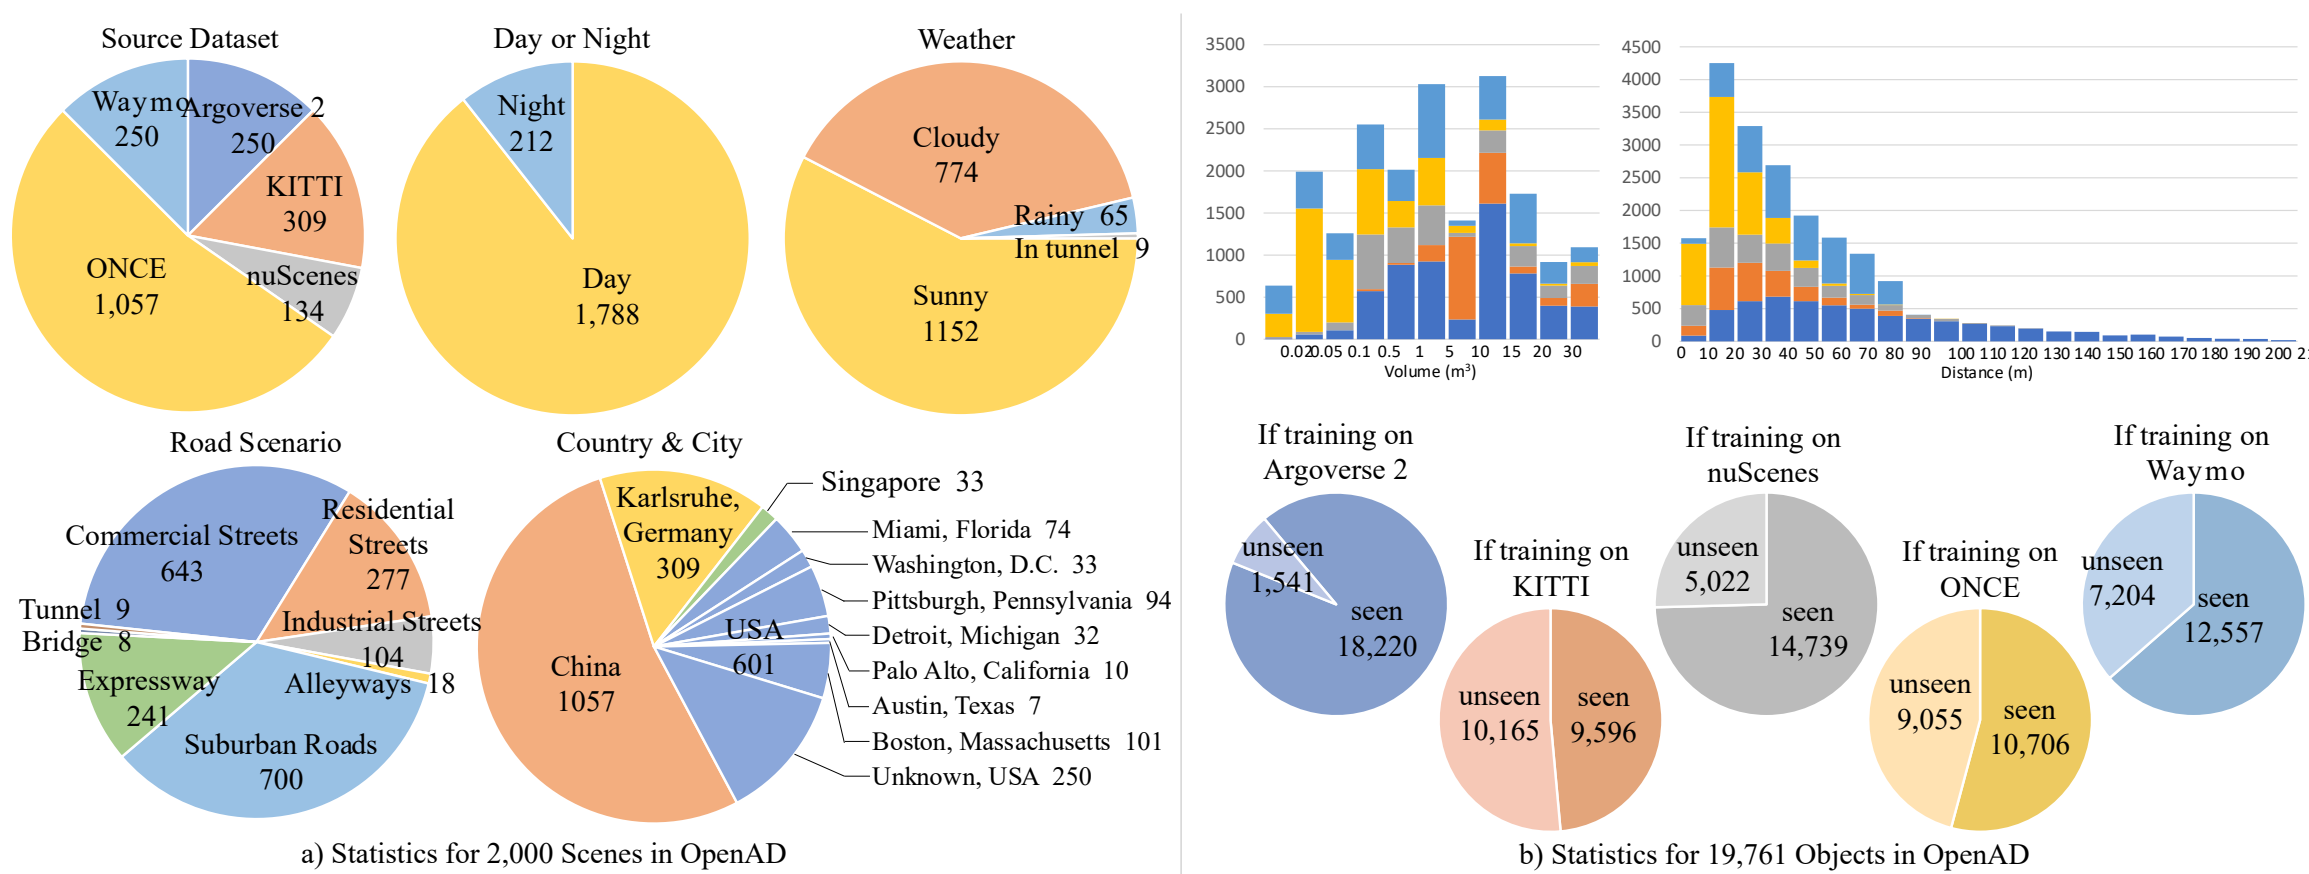 Source Dataset
Waymo
250
Argoverse 2
250
KITTI
309
nuScenes
134
ONCE
1,057
Day or Night
Night
212
Day
1,788
Weather
Cloudy
774
Rainy 65
In tunnel 9
Sunny
1152
Road Scenario
Commercial Streets
643
Residential
Streets
277
Industrial Streets
104
Alleyways 18
Suburban Roads
700
Expressway
241
Bridge 8
Tunnel 9
Country & City
Karlsruhe,
Germany
309
China
1057
USA
601
Singapore 33
Miami, Florida 74
Washington, D.C. 33
Pittsburgh, Pennsylvania 94
Detroit, Michigan 32
Palo Alto, California 10
Austin, Texas 7
Boston, Massachusetts 101
Unknown, USA 250
a) Statistics for 2,000 Scenes in OpenAD
3500
3000
2500
2000
1500
1000
500
0
0.02 0.05 0.1 0.5 1 5 10 15 20 30
Volume (m³)
4500
4000
3500
3000
2500
2000
1500
1000
500
0
0 10 20 30 40 50 60 70 80 90 100 110 120 130 140 150 160 170 180 190 200
Distance (m)
If training on
Argoverse 2
unseen
1,541
seen
18,220
If training on
KITTI
unseen
10,165
seen
9,596
If training on
nuScenes
unseen
5,022
seen
14,739
If training on
ONCE
unseen
9,055
seen
10,706
If training on
Waymo
unseen
7,204
seen
12,557
b) Statistics for 19,761 Objects in OpenAD